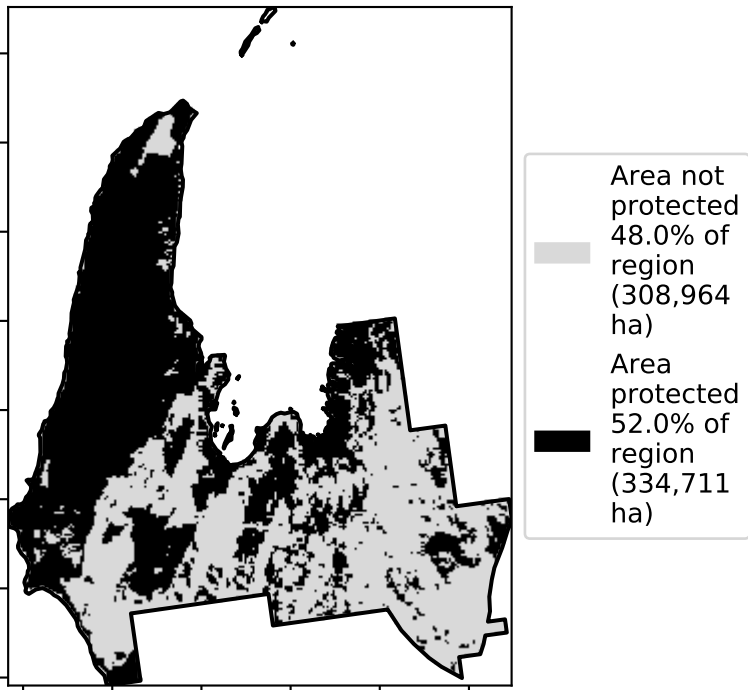 Area not
protected
48.0% of
region
(308,964
ha)
Area
protected
52.0% of
region
(334,711
ha)